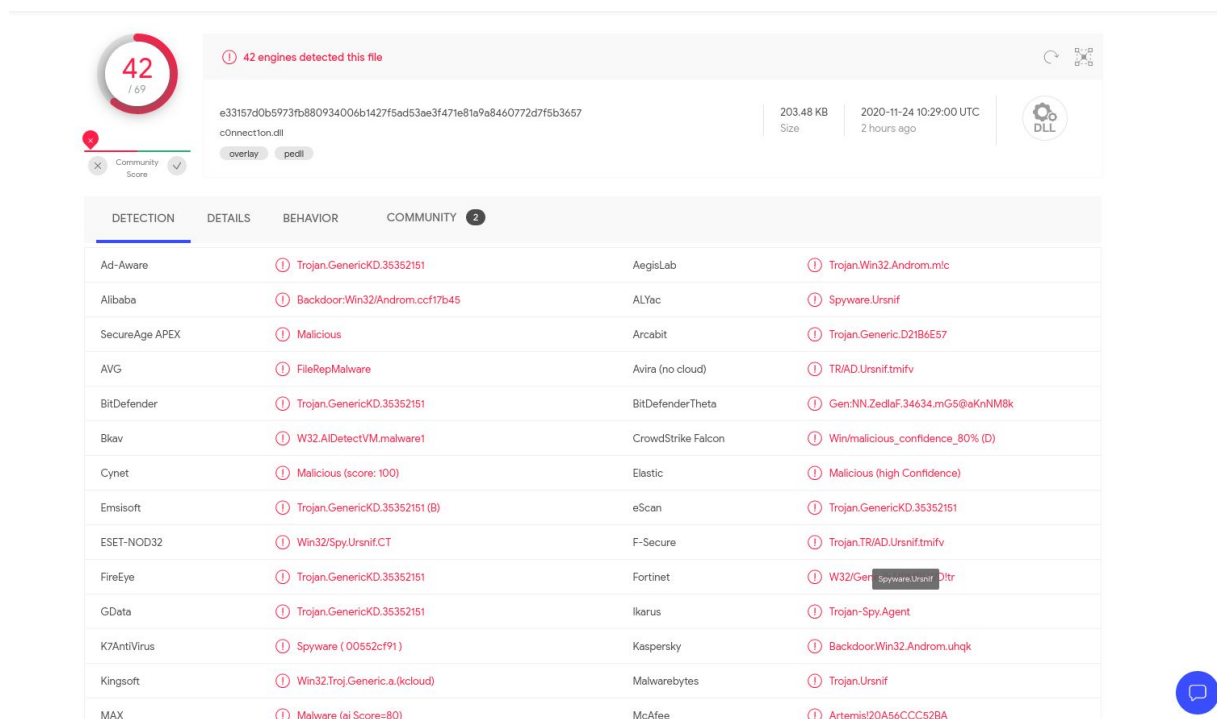 42
/ 69
42 engines detected this file
e33157d0b5973fb880934006b1427f5ad53ae3f471e81a9a8460772d7f5b3657
c0nnect1on.dll
overlay pedll
203.48 KB
Size
2020-11-24 10:29:00 UTC
2 hours ago
DLL
Community
Score
DETECTION DETAILS BEHAVIOR COMMUNITY 2
Ad-Aware Trojan.GenericKD.35352151 AegisLab Trojan.Win32.Androm.m!c
Alibaba Backdoor:Win32/Androm.ccf17b45 ALYac Spyware.Ursnif
SecureAge APEX Malicious Arcabit Trojan.Generic.D21B6E57
AVG FileRepMalware Avira (no cloud) TR/AD.Ursnif.tmifv
BitDefender Trojan.GenericKD.35352151 BitDefenderTheta Gen:NN.ZedlaF.34634.mG5@aKnNM8k
Bkav W32.AIDetectVM.malware1 CrowdStrike Falcon Win/malicious_confidence_80% (D)
Cynet Malicious (score: 100) Elastic Malicious (high Confidence)
Emsisoft Trojan.GenericKD.35352151 (B) eScan Trojan.GenericKD.35352151
ESET-NOD32 Win32/Spy.Ursnif.CT F-Secure Trojan.TR/AD.Ursnif.tmifv
FireEye Trojan.GenericKD.35352151 Fortinet Spyware.Ursnif
GData Trojan.GenericKD.35352151 Ikarus Trojan-Spy.Agent
K7AntiVirus Spyware ( 00552cf91 ) Kaspersky Backdoor.Win32.Androm.uhqk
Kingsoft Win32.Troj.Generic.a.(kcloud) Malwarebytes Trojan.Ursnif
MAX Malware (ai Score=80) McAfee Artemis!20A56CCC52BA